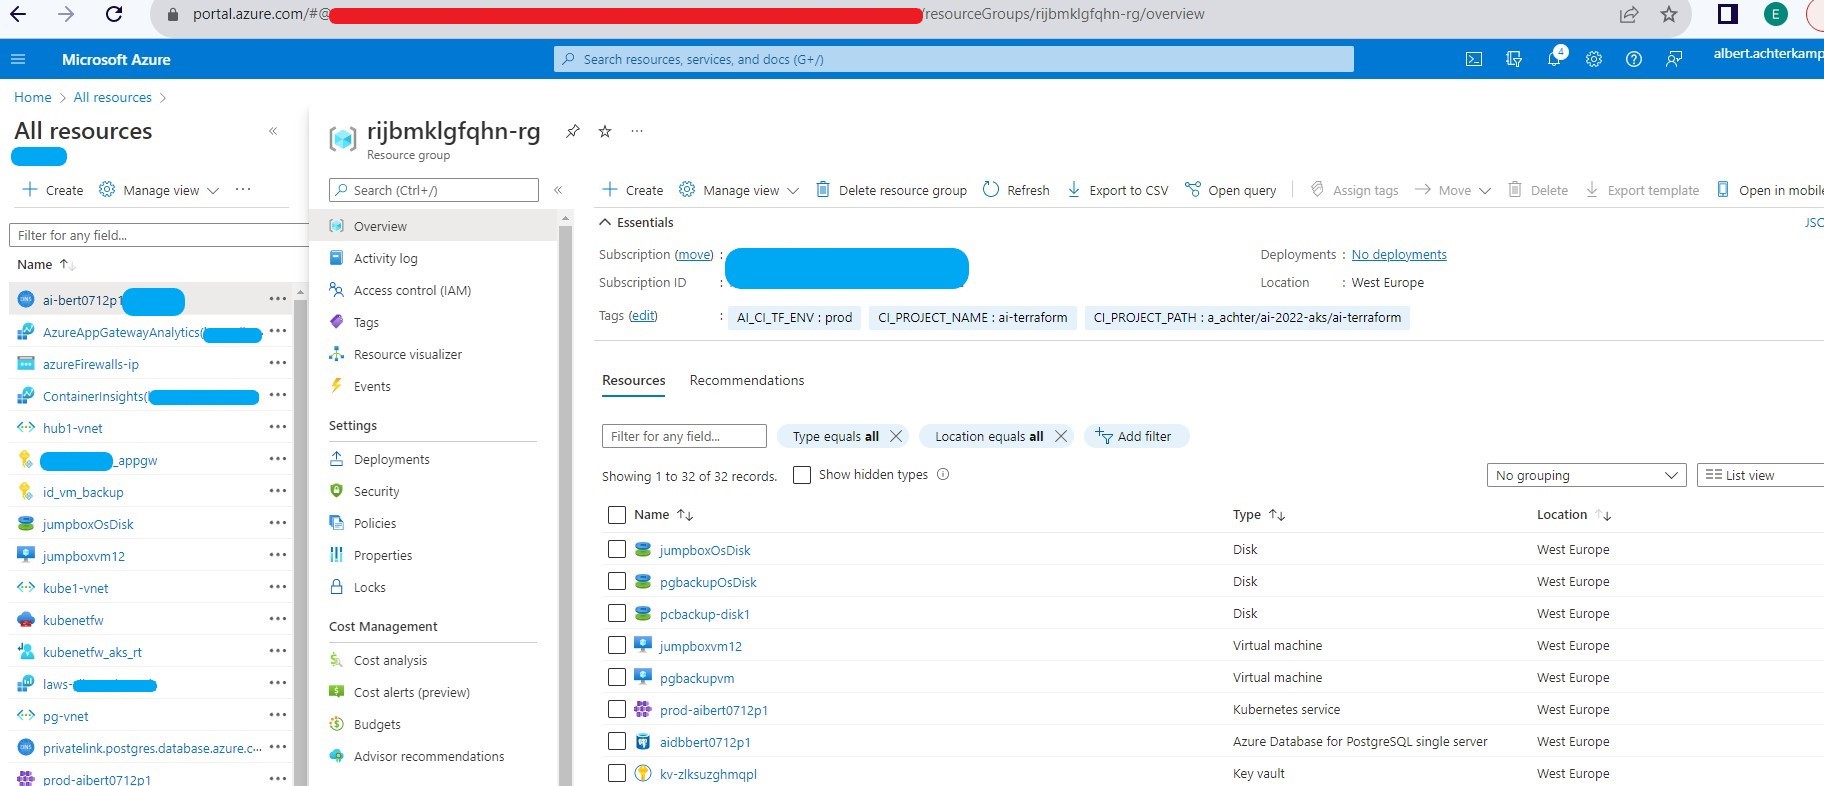 portal.azure.com/#@ /resourceGroups/rijbmklgfqhn-rg/overview
E
Microsoft Azure
Search resources, services, and docs (G+/)
4
albert.achterkamp
Home > All resources >
All resources
Create
Manage view
Filter for any field...
Name
ai-bert0712p1
AzureAppGatewayAnalytics(
azureFirewalls-ip
ContainerInsights(
hub1-vnet
_appgw
id_vm_backup
jumpboxOsDisk
jumpboxvm12
kube1-vnet
kubenetfw
kubenetfw_aks_rt
laws-
pg-vnet
privatelink.postgres.database.azure.c...
prod-aibert0712p1
rijbmklgfqhn-rg
Resource group
Search (Ctrl+/)
Overview
Activity log
Access control (IAM)
Tags
Resource visualizer
Events
Settings
Deployments
Security
Policies
Properties
Locks
Cost Management
Cost analysis
Cost alerts (preview)
Budgets
Advisor recommendations
Create Manage view Delete resource group Refresh Export to CSV Open query Assign tags Move Delete Export template Open in mobile
Essentials
JSO
Subscription (move) :
Deployments : No deployments
Subscription ID :
Location : West Europe
Tags (edit) : AI_CI_TF_ENV : prod CI_PROJECT_NAME : ai-terraform CI_PROJECT_PATH : a_achter/ai-2022-aks/ai-terraform
Resources Recommendations
Filter for any field... Type equals all Location equals all Add filter
Showing 1 to 32 of 32 records. Show hidden types No grouping List view
Name Type Location
jumpboxOsDisk Disk West Europe
pgbackupOsDisk Disk West Europe
pcbackup-disk1 Disk West Europe
jumpboxvm12 Virtual machine West Europe
pgbackupvm Virtual machine West Europe
prod-aibert0712p1 Kubernetes service West Europe
aidbbert0712p1 Azure Database for PostgreSQL single server West Europe
kv-zlksuzghmqpl Key vault West Europe